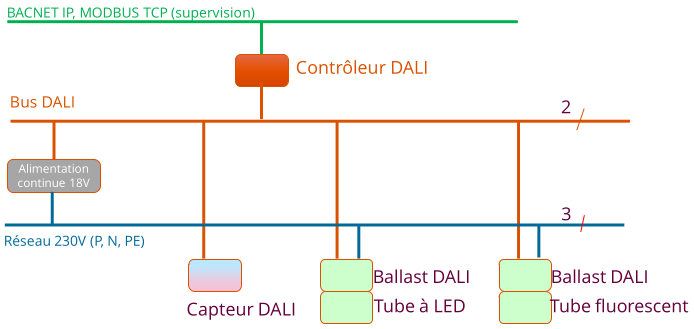 BACNET IP, MODBUS TCP (supervision)
Contrôleur DALI
Bus DALI
2
Alimentation
continue 18V
3
Réseau 230V (P, N, PE)
Ballast DALI
Ballast DALI
Capteur DALI
Tube à LED
Tube fluorescent